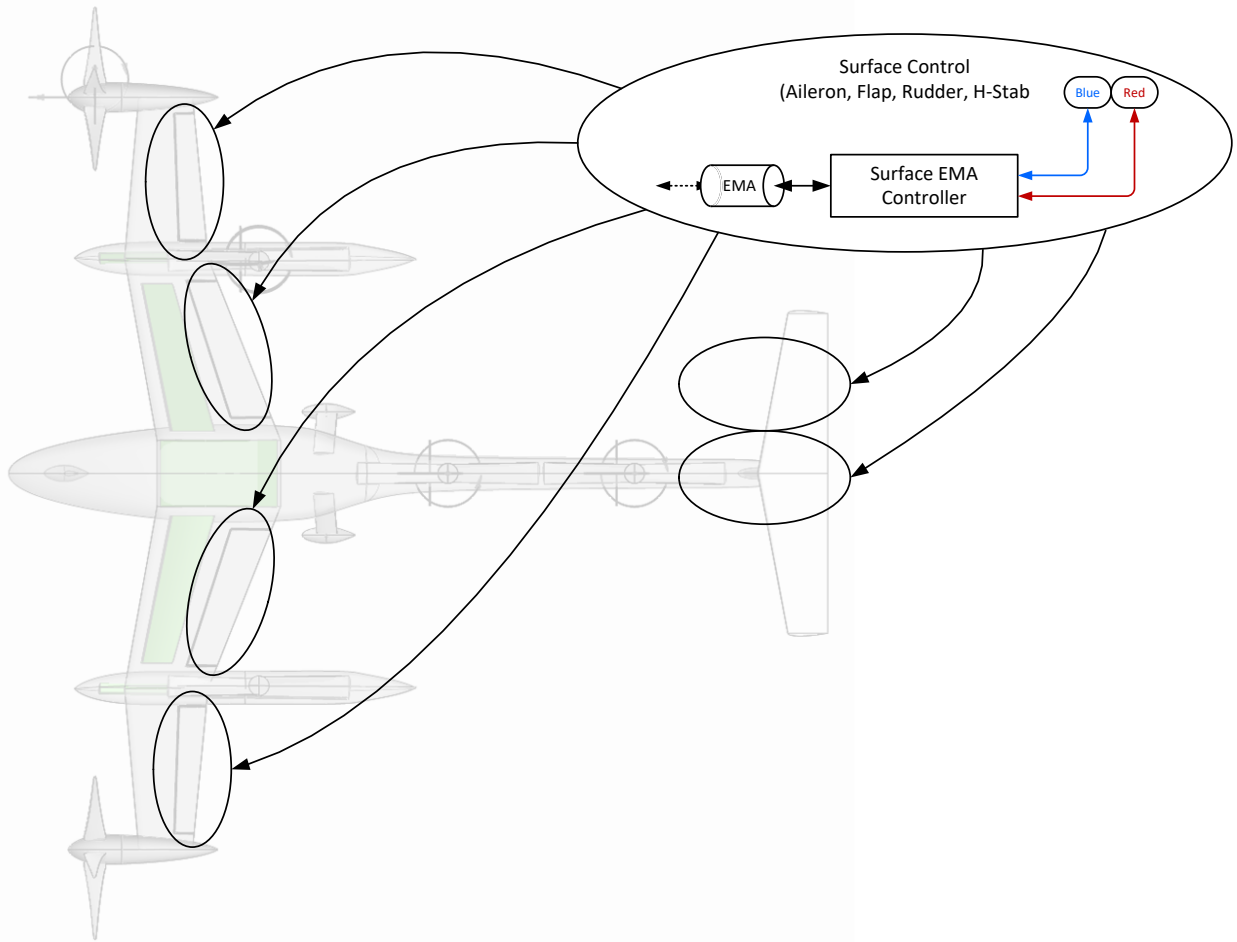 Surface Control
(Aileron, Flap, Rudder, H-Stab
Blue
Red
EMA
Surface EMA
Controller